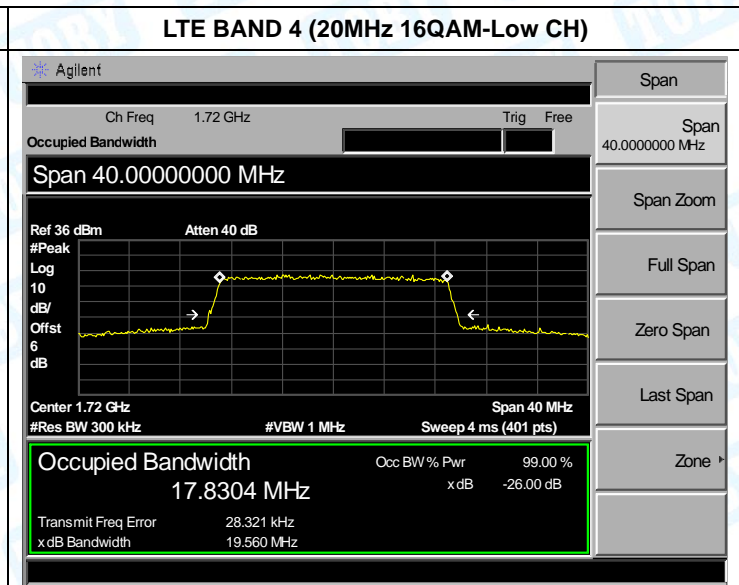 LTE BAND 4 (20MHz 16QAM-Low CH)
Agilent
Ch Freq 1.72 GHz Trig Free
Occupied Bandwidth
Span 40.00000000 MHz
Ref 36 dBm Atten 40 dB
#Peak
Log
10
dB/
Offst
6
dB
Center 1.72 GHz Span 40 MHz
#Res BW 300 kHz #VBW 1 MHz Sweep 4 ms (401 pts)
Occupied Bandwidth
17.8304 MHz
Occ BW % Pwr 99.00 %
x dB -26.00 dB
Transmit Freq Error 28.321 kHz
x dB Bandwidth 19.560 MHz
Span
Span
40.0000000 MHz
Span Zoom
Full Span
Zero Span
Last Span
Zone